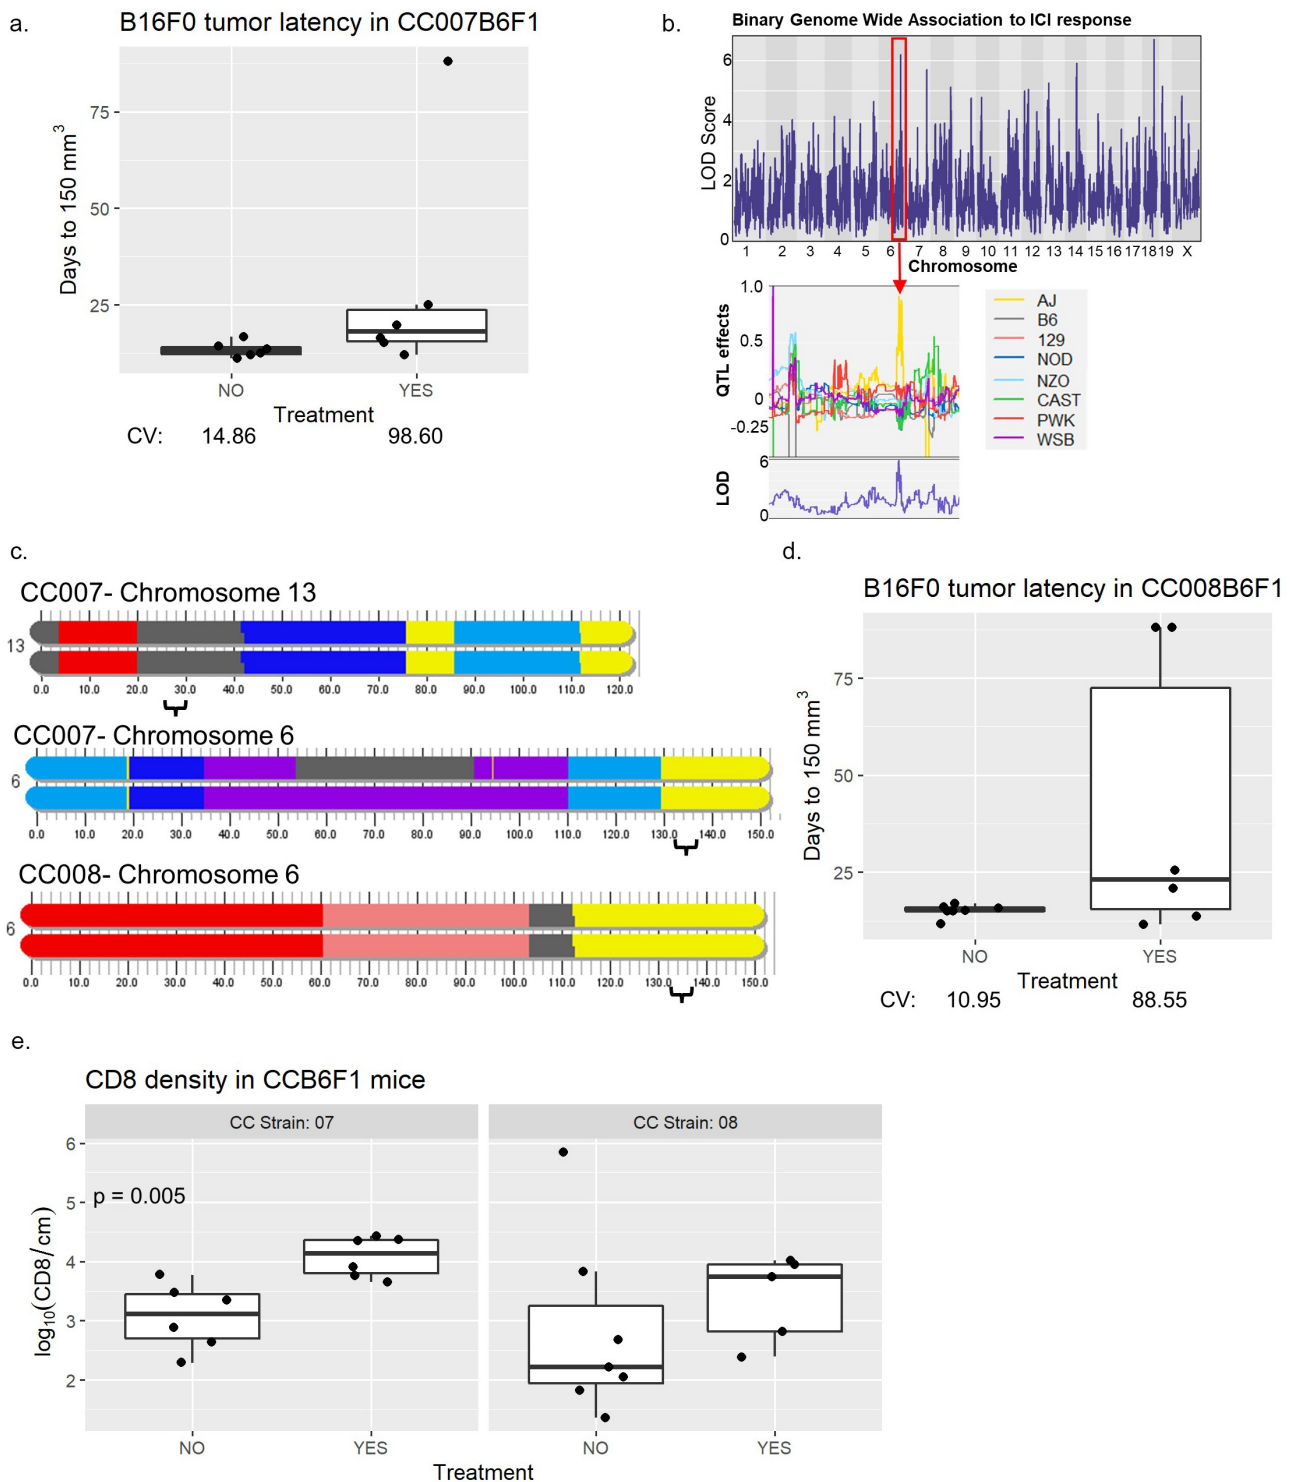 a.
B16F0 tumor latency in CC007B6F1
Days to 150 mm³
75
50
25
NO YES
Treatment
CV: 14.86 98.60
b.
Binary Genome Wide Association to ICI response
LOD Score
6
4
2
0
1 2 3 4 5 6 7 8 9 10 11 12 13 14 15 16 17 18 19 X
Chromosome
QTL effects
1.0
0.5
0
-0.25
LOD
6
0
AJ
B6
129
NOD
NZO
CAST
PWK
WSB
c.
CC007- Chromosome 13
13
0.0 10.0 20.0 30.0 40.0 50.0 60.0 70.0 80.0 90.0 100.0 110.0 120.0
CC007- Chromosome 6
6
0.0 10.0 20.0 30.0 40.0 50.0 60.0 70.0 80.0 90.0 100.0 110.0 120.0 130.0 140.0 150.0
CC008- Chromosome 6
6
0.0 10.0 20.0 30.0 40.0 50.0 60.0 70.0 80.0 90.0 100.0 110.0 120.0 130.0 140.0 150.0
d.
B16F0 tumor latency in CC008B6F1
Days to 150 mm³
75
50
25
NO YES
Treatment
CV: 10.95 88.55
e.
CD8 density in CCB6F1 mice
CC Strain: 07 CC Strain: 08
log₁₀(CD8/cm)
6
5
4
3
2
p = 0.005
NO YES NO YES
Treatment